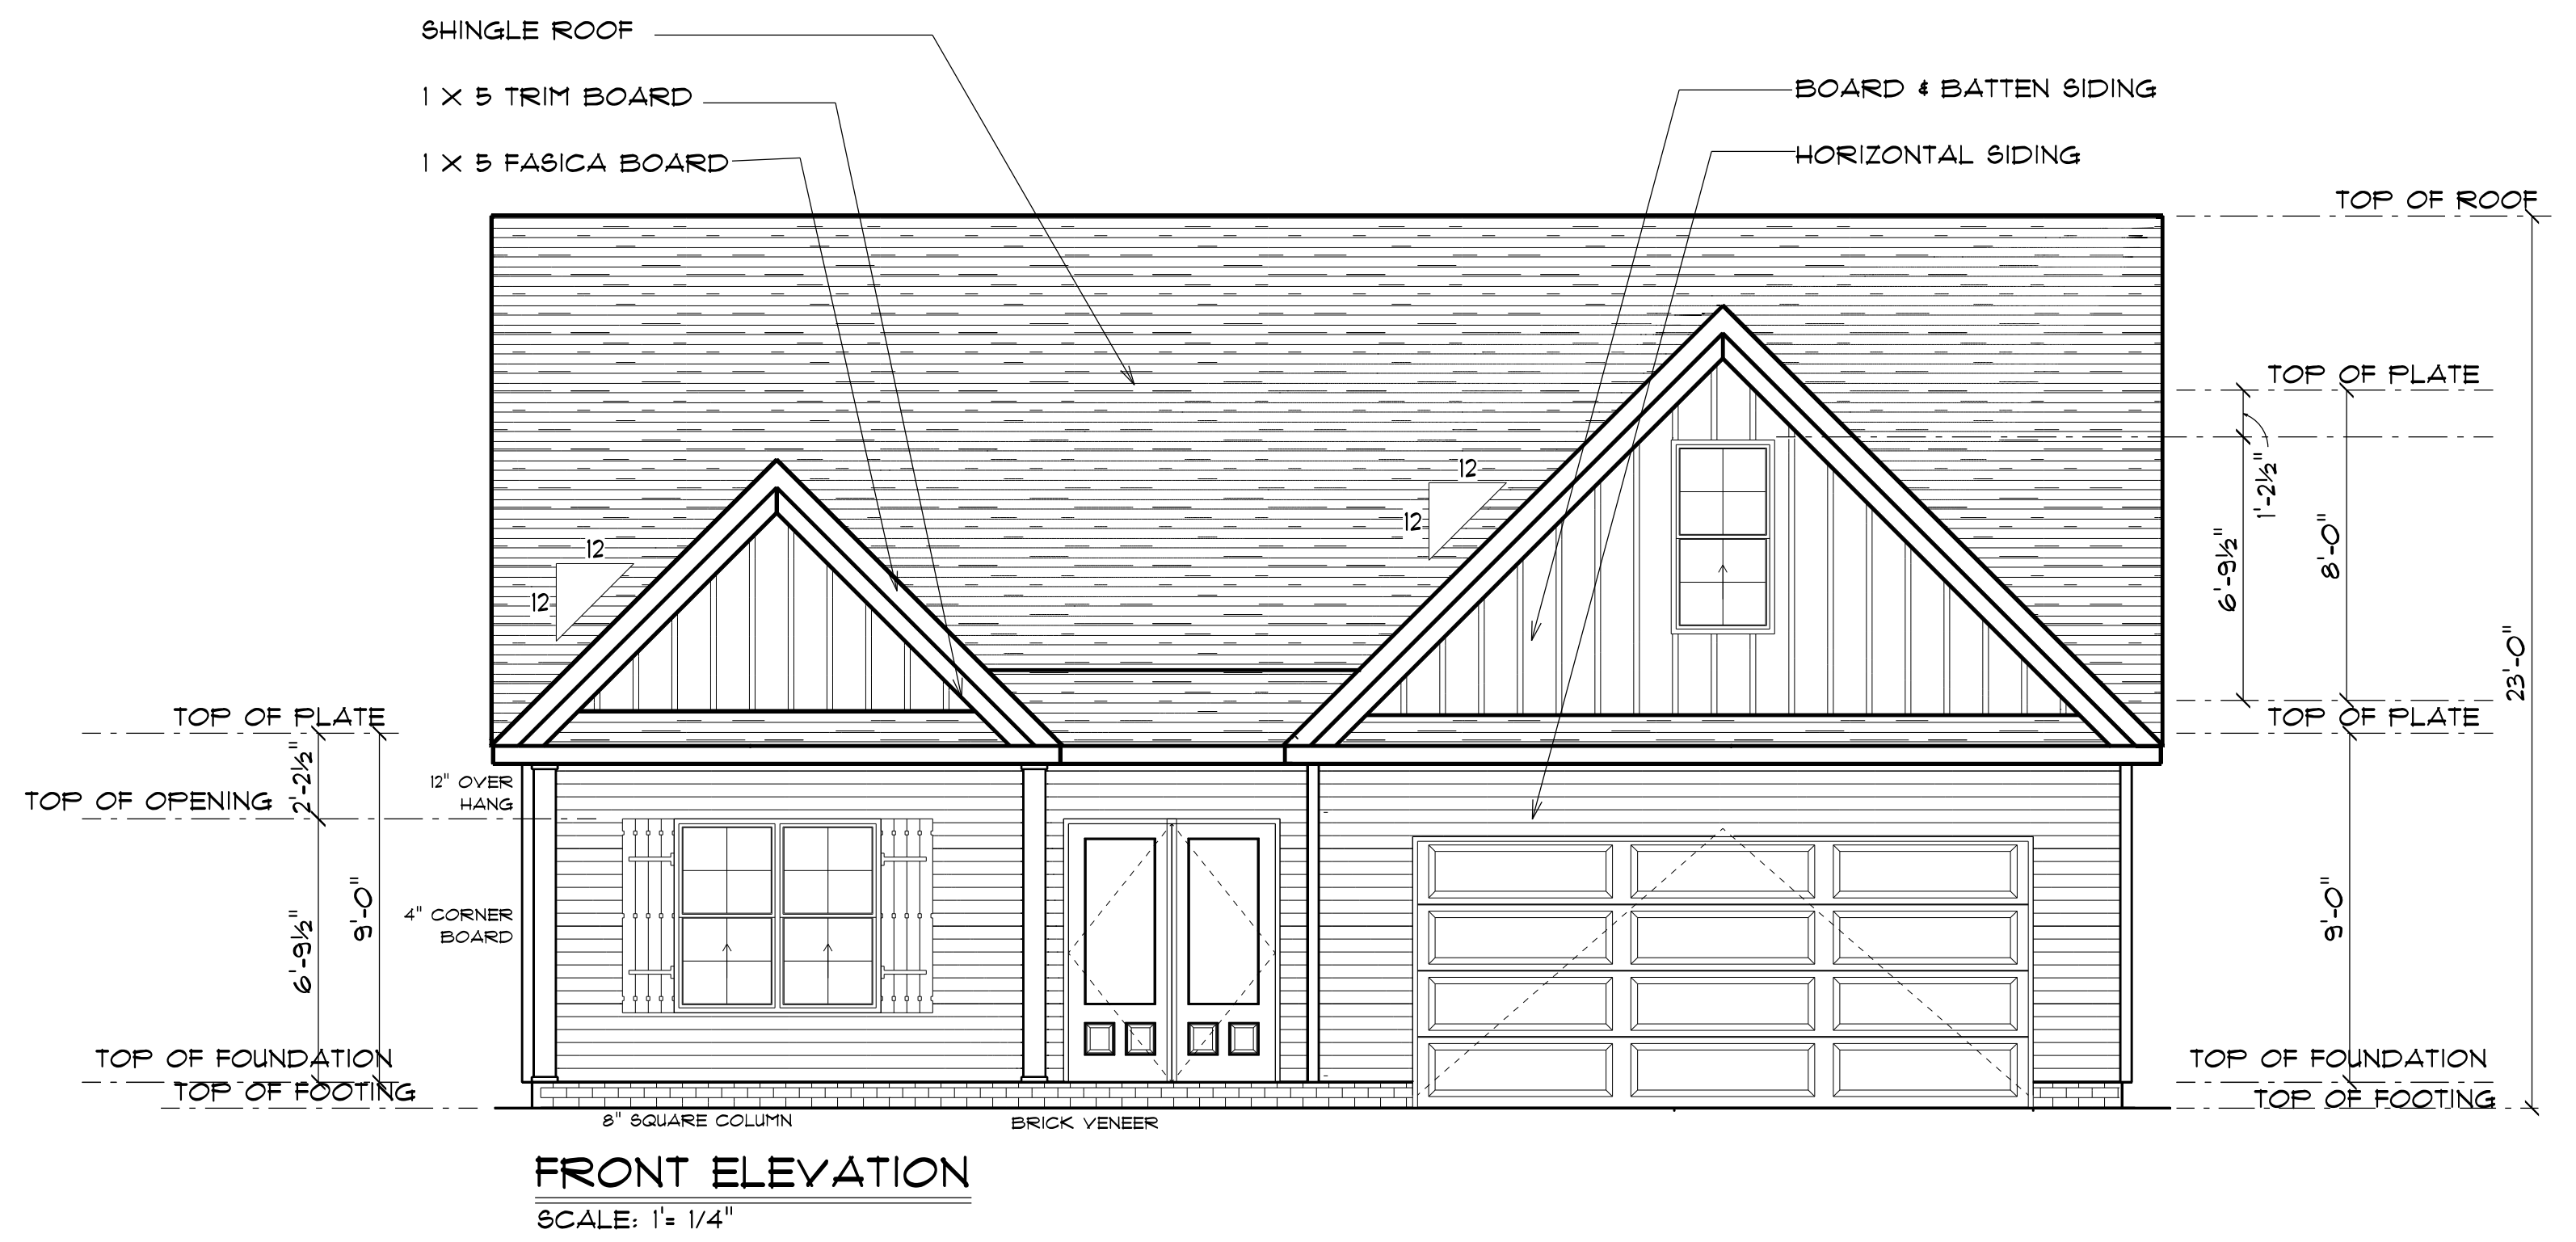 SHINGLE ROOF
1 X 5 TRIM BOARD
1 X 5 FASICA BOARD
BOARD & BATTEN SIDING
HORIZONTAL SIDING
TOP OF ROOF
TOP OF PLATE
1'-2½"
6'-9½"
8'-0"
23'-0"
12
12
12
12
TOP OF PLATE
TOP OF PLATE
2'-2½"
TOP OF OPENING
12" OVER
HANG
4" CORNER
BOARD
6'-9½"
9'-0"
9'-0"
TOP OF FOUNDATION
TOP OF FOOTING
TOP OF FOUNDATION
TOP OF FOOTING
8" SQUARE COLUMN
BRICK VENEER
FRONT ELEVATION
SCALE: 1'= 1/4"